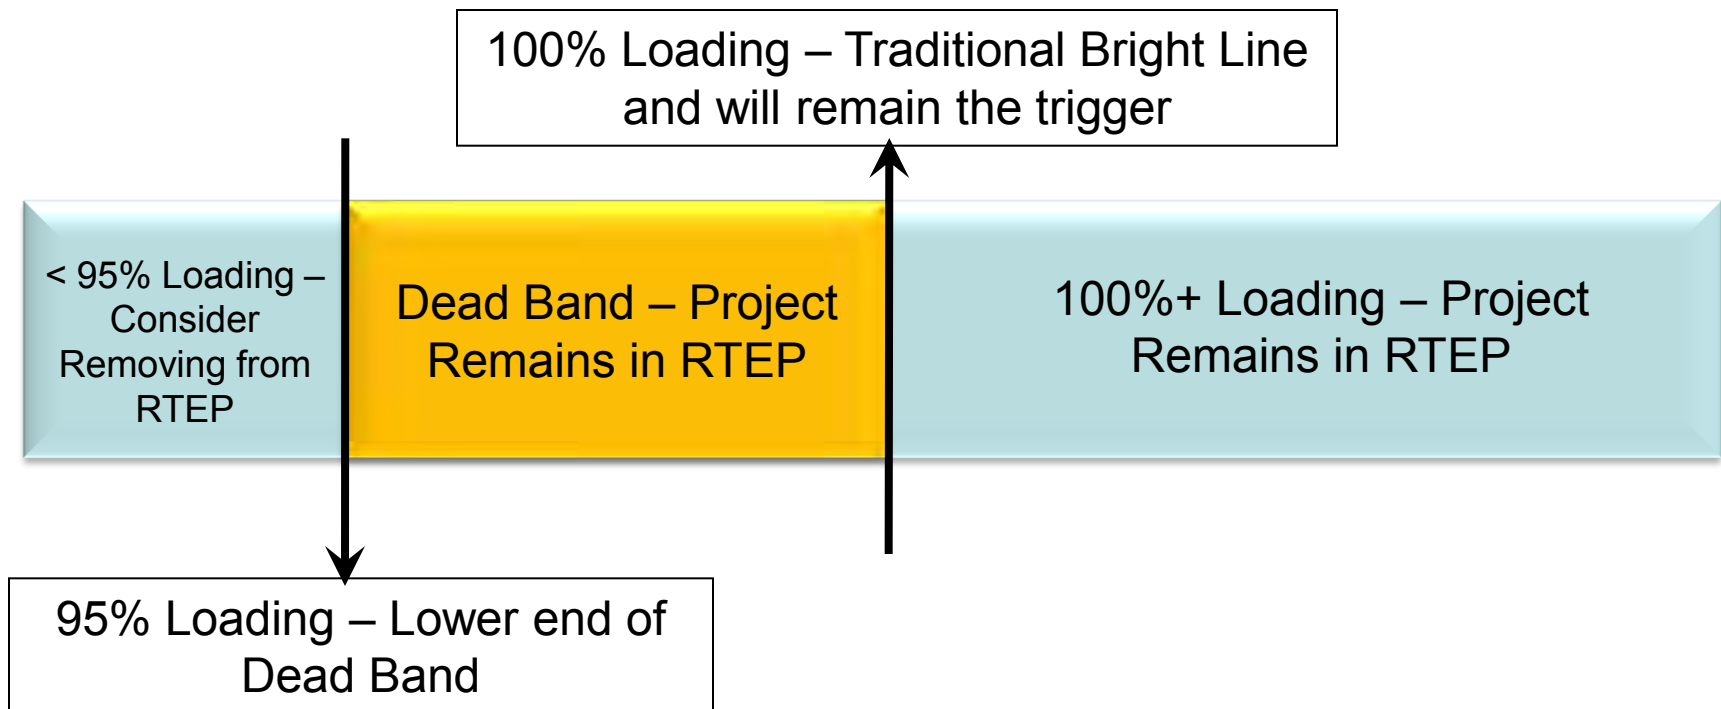 100% Loading – Traditional Bright Line
and will remain the trigger
< 95% Loading –
Consider
Removing from
RTEP
Dead Band – Project
Remains in RTEP
100%+ Loading – Project
Remains in RTEP
95% Loading – Lower end of
Dead Band